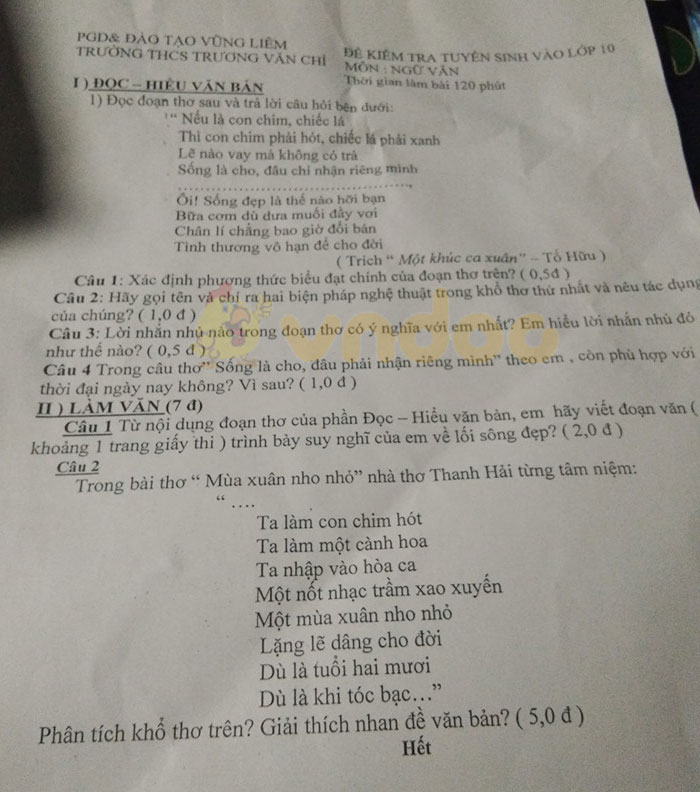 PGD& ĐÀO TẠO VŨNG LIÊM
TRƯỜNG THCS TRƯƠNG VĂN CHỈ
ĐỀ KIỂM TRA TUYỂN SINH VÀO LỚP 10
MÔN : NGỮ VĂN
Thời gian làm bài 120 phút
I ) ĐỌC – HIỂU VĂN BẢN
1) Đọc đoạn thơ sau và trả lời câu hỏi bên dưới:
“ Nếu là con chim, chiếc lá
Thì con chim phải hót, chiếc lá phải xanh
Lẽ nào vay mà không có trả
Sống là cho, đâu chỉ nhận riêng mình
................................................,
Ôi! Sống đẹp là thế nào hỡi bạn
Bữa cơm dù dưa muối đầy vơi
Chân lí chẳng bao giờ đổi bán
Tình thương vô hạn để cho đời
( Trích “ Một khúc ca xuân” – Tố Hữu )
Câu 1: Xác định phương thức biểu đạt chính của đoạn thơ trên? ( 0,5đ )
Câu 2: Hãy gọi tên và chỉ ra hai biện pháp nghệ thuật trong khổ thơ thứ nhất và nêu tác dụng
của chúng? ( 1,0 đ )
Câu 3: Lời nhắn nhủ nào trong đoạn thơ có ý nghĩa với em nhất? Em hiểu lời nhắn nhủ đó
như thế nào? ( 0,5 đ )
Câu 4 Trong câu thơ” Sống là cho, đâu phải nhận riêng mình” theo em , còn phù hợp với
thời đại ngày nay không? Vì sau? ( 1,0 đ )
II ) LÀM VĂN (7 đ)
Câu 1 Từ nội dụng đoạn thơ của phần Đọc – Hiểu văn bản, em hãy viết đoạn văn (
khoảng 1 trang giấy thi ) trình bày suy nghĩ của em về lối sông đẹp? ( 2,0 đ )
Câu 2
Trong bài thơ “ Mùa xuân nho nhỏ” nhà thơ Thanh Hải từng tâm niệm:
“ ....
Ta làm con chim hót
Ta làm một cành hoa
Ta nhập vào hòa ca
Một nốt nhạc trầm xao xuyến
Một mùa xuân nho nhỏ
Lặng lẽ dâng cho đời
Dù là tuổi hai mươi
Dù là khi tóc bạc…”
Phân tích khổ thơ trên? Giải thích nhan đề văn bản? ( 5,0 đ )
Hết
vndoc